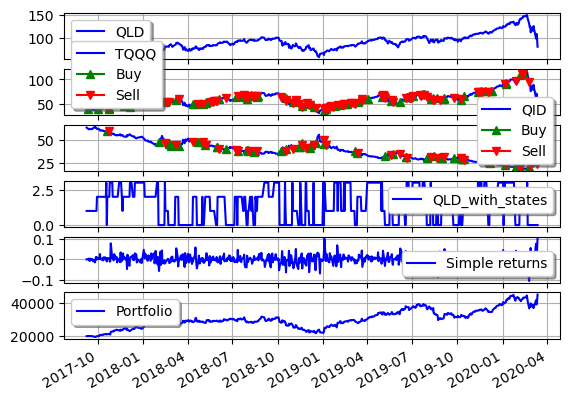 150
100
QLD
100
50
TQQQ
Buy
Sell
50
25
QID
Buy
Sell
2.5
0.0
QLD_with_states
0.1
0.0
−0.1
Simple returns
40000
20000
Portfolio
2017-10
2018-01
2018-04
2018-07
2018-10
2019-01
2019-04
2019-07
2019-10
2020-01
2020-04